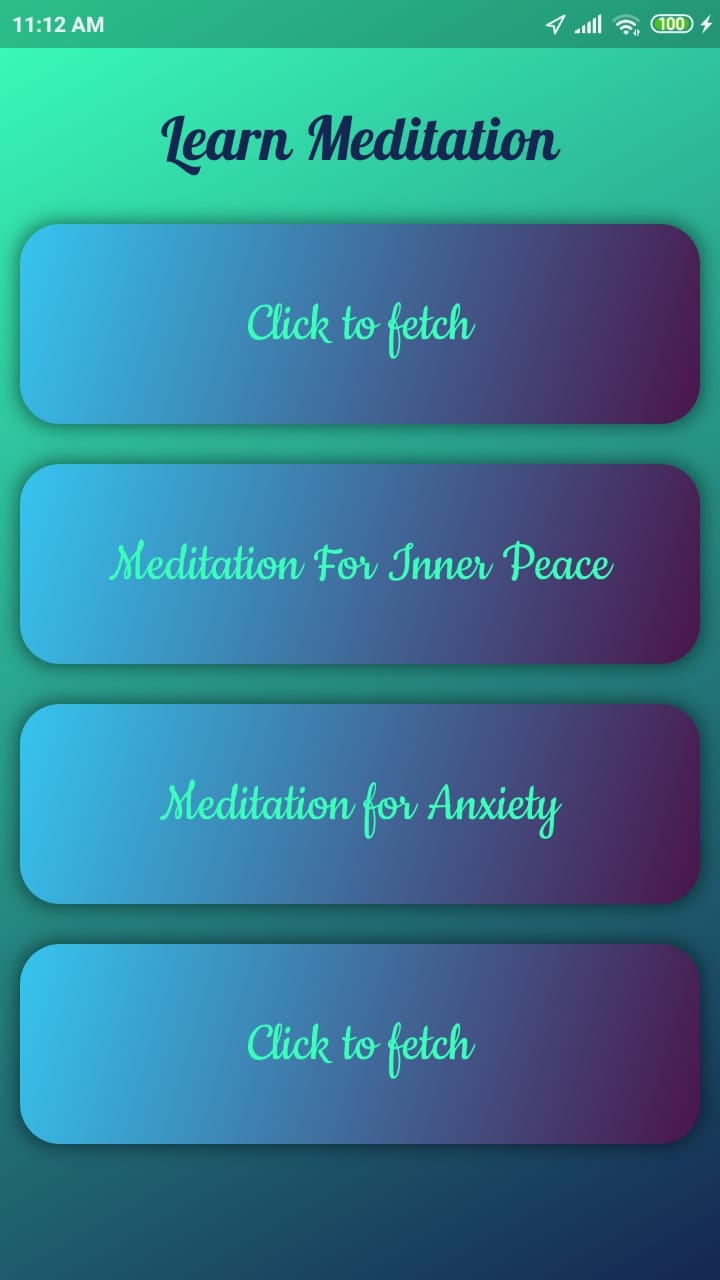 11:12 AM 100
Learn Meditation
Click to fetch
Meditation For Inner Peace
Meditation for Anxiety
Click to fetch